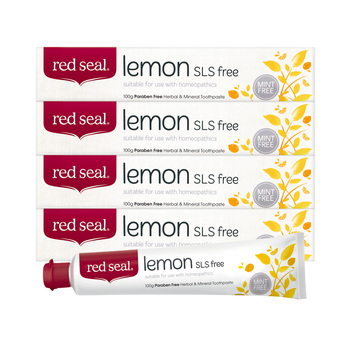 red seal
lemon SLS free
suitable for use with homeopathics
100g Paraben Free Herbal & Mineral Toothpaste
MINT
FREE
red seal
lemon SLS free
suitable for use with homeopathics
100g Paraben Free Herbal & Mineral Toothpaste
MINT
FREE
red seal
lemon SLS free
suitable for use with homeopathics
100g Paraben Free Herbal & Mineral Toothpaste
MINT
FREE
red seal
lemon SLS free
MINT
FREE
red seal
lemon SLS free
suitable for use with homeopathics
100g Paraben Free Herbal & Mineral Toothpaste
MINT
FREE